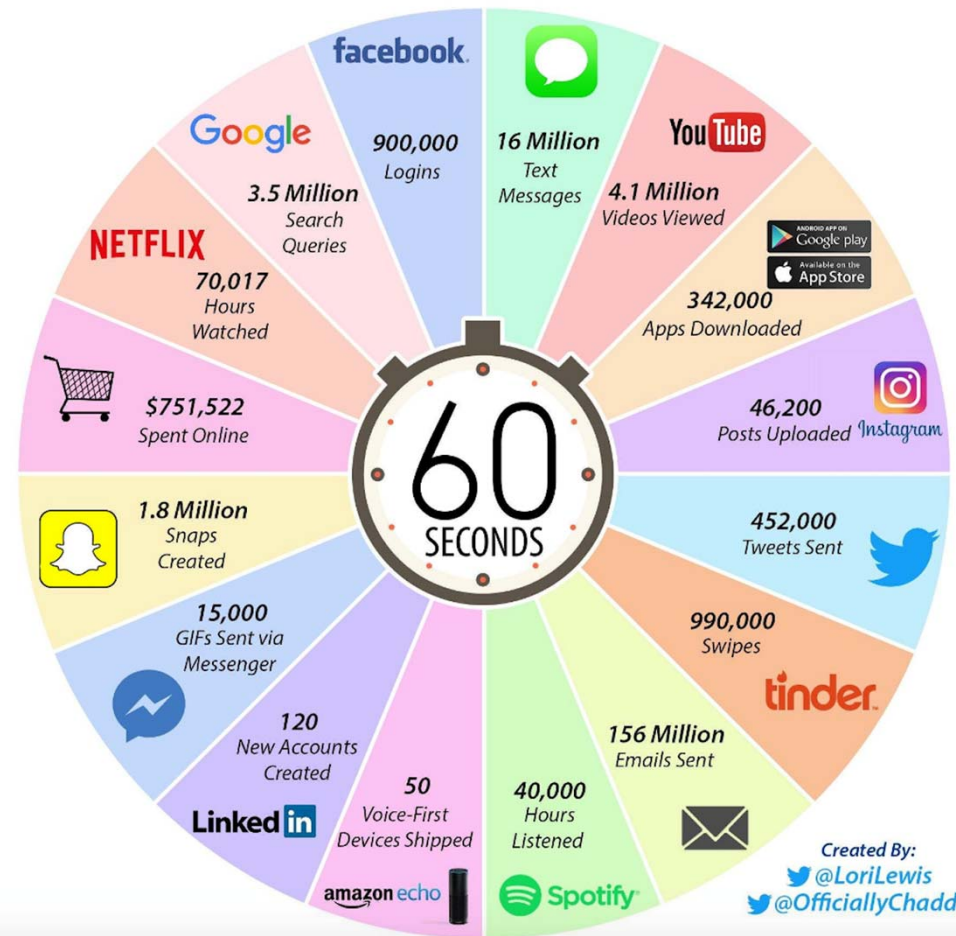 facebook
900,000
Logins
16 Million
Text
Messages
YouTube
4.1 Million
Videos Viewed
ANDROID APP ON
Google play
Available on the
App Store
342,000
Apps Downloaded
Instagram
46,200
Posts Uploaded
452,000
Tweets Sent
990,000
Swipes
tinder
156 Million
Emails Sent
40,000
Hours
Listened
Spotify
50
Voice-First
Devices Shipped
amazon echo
120
New Accounts
Created
Linked in
15,000
GIFs Sent via
Messenger
1.8 Million
Snaps
Created
$751,522
Spent Online
NETFLIX
70,017
Hours
Watched
Google
3.5 Million
Search
Queries
60
SECONDS
Created By:
@LoriLewis
@OfficiallyChadd